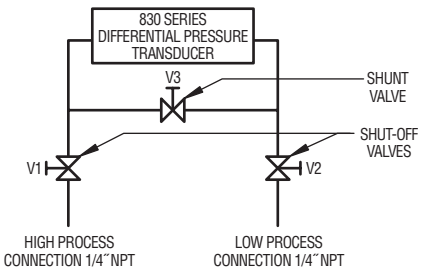 830 SERIES
DIFFERENTIAL PRESSURE
TRANSDUCER
V3
SHUNT
VALVE
SHUT-OFF
VALVES
V1
V2
HIGH PROCESS
CONNECTION 1/4˝NPT
LOW PROCESS
CONNECTION 1/4˝NPT